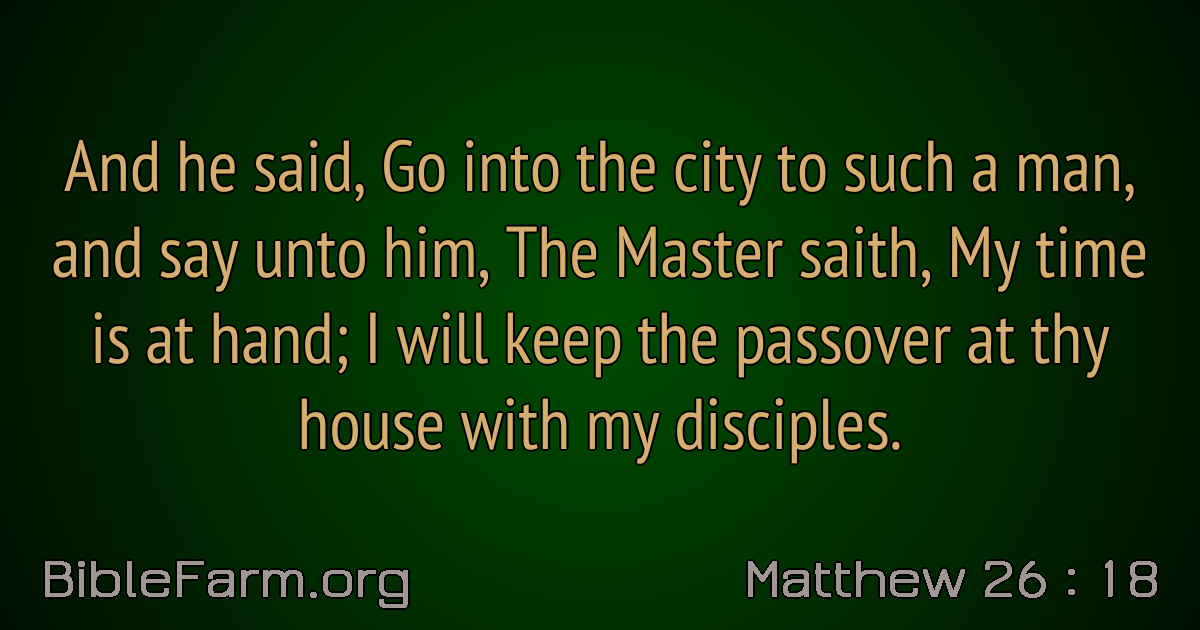 And he said, Go into the city to such a man,
and say unto him, The Master saith, My time
is at hand; I will keep the passover at thy
house with my disciples.
BibleFarm.org
Matthew 26 : 18